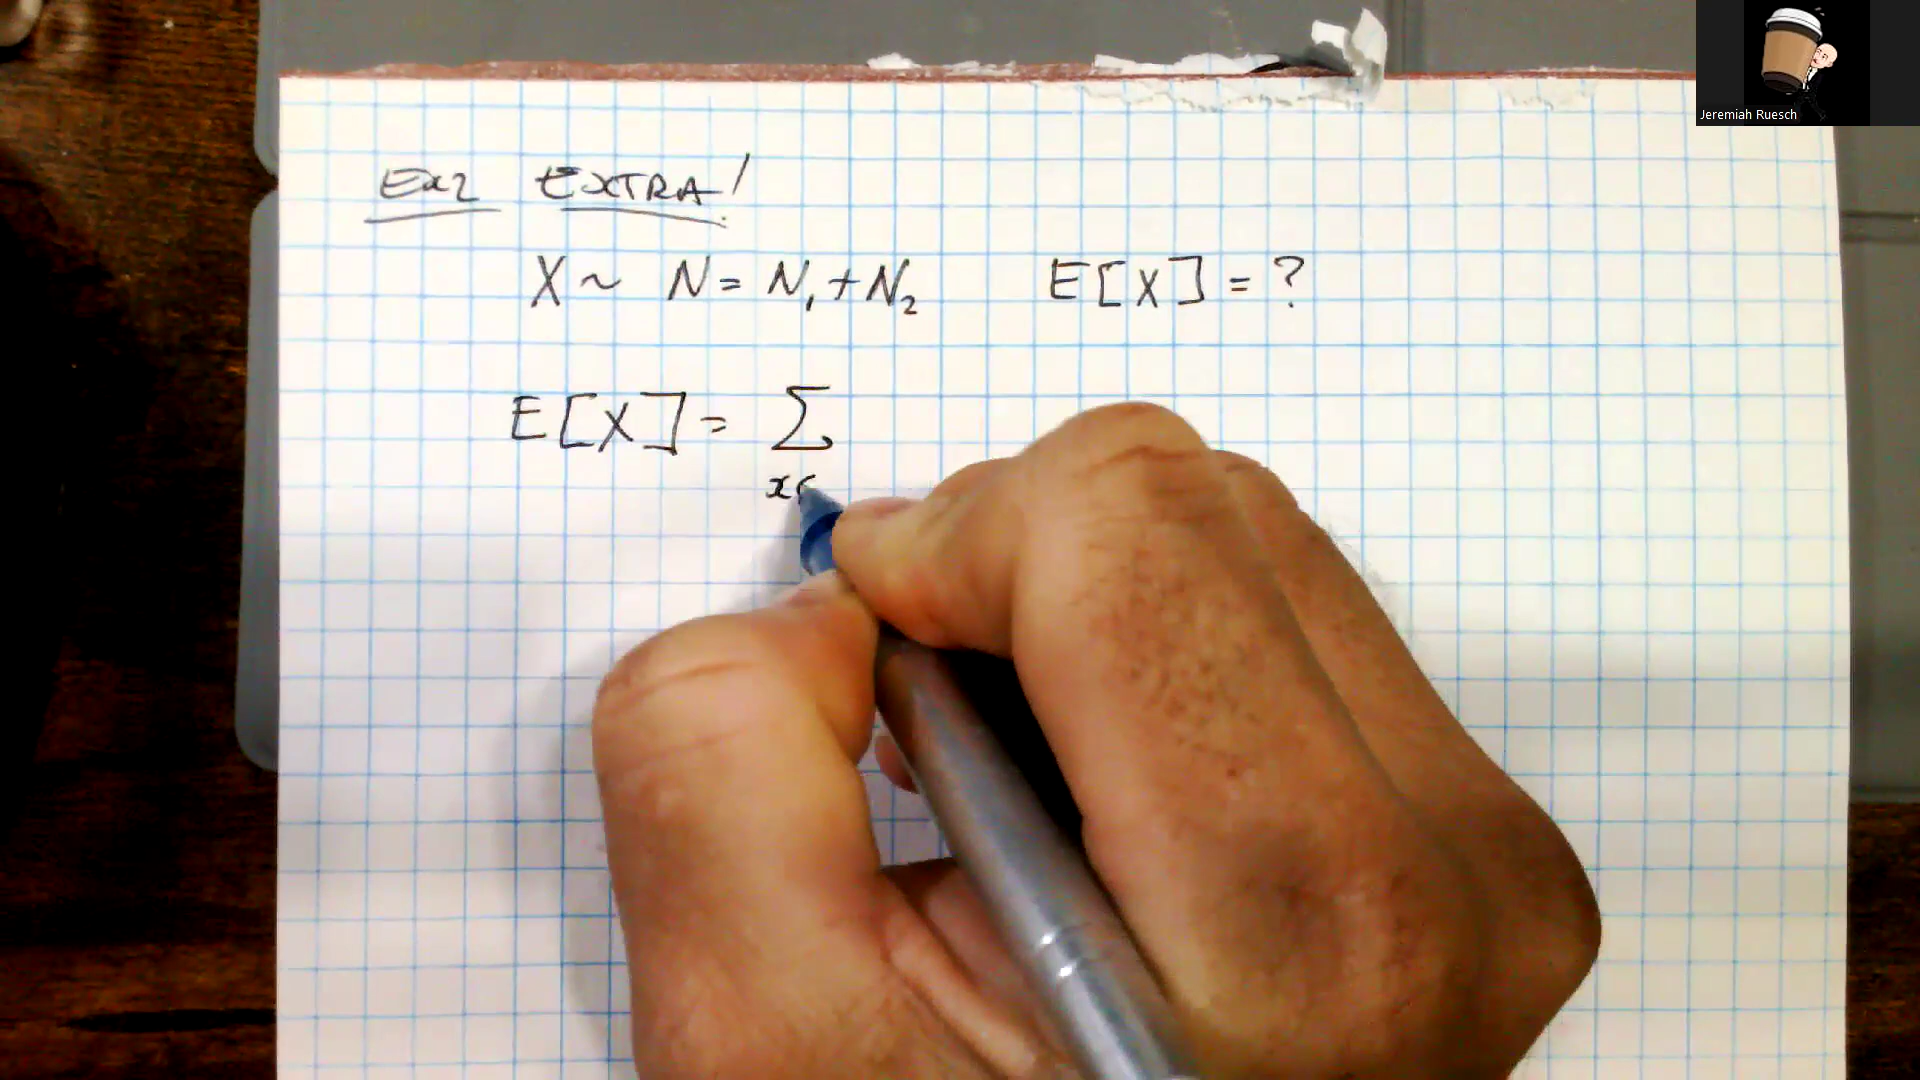 Jeremiah Ruesch
Ex2 EXTRA!
X ~ N = N₁ + N₂ E[X] = ?
E[X] = Σ
x∈